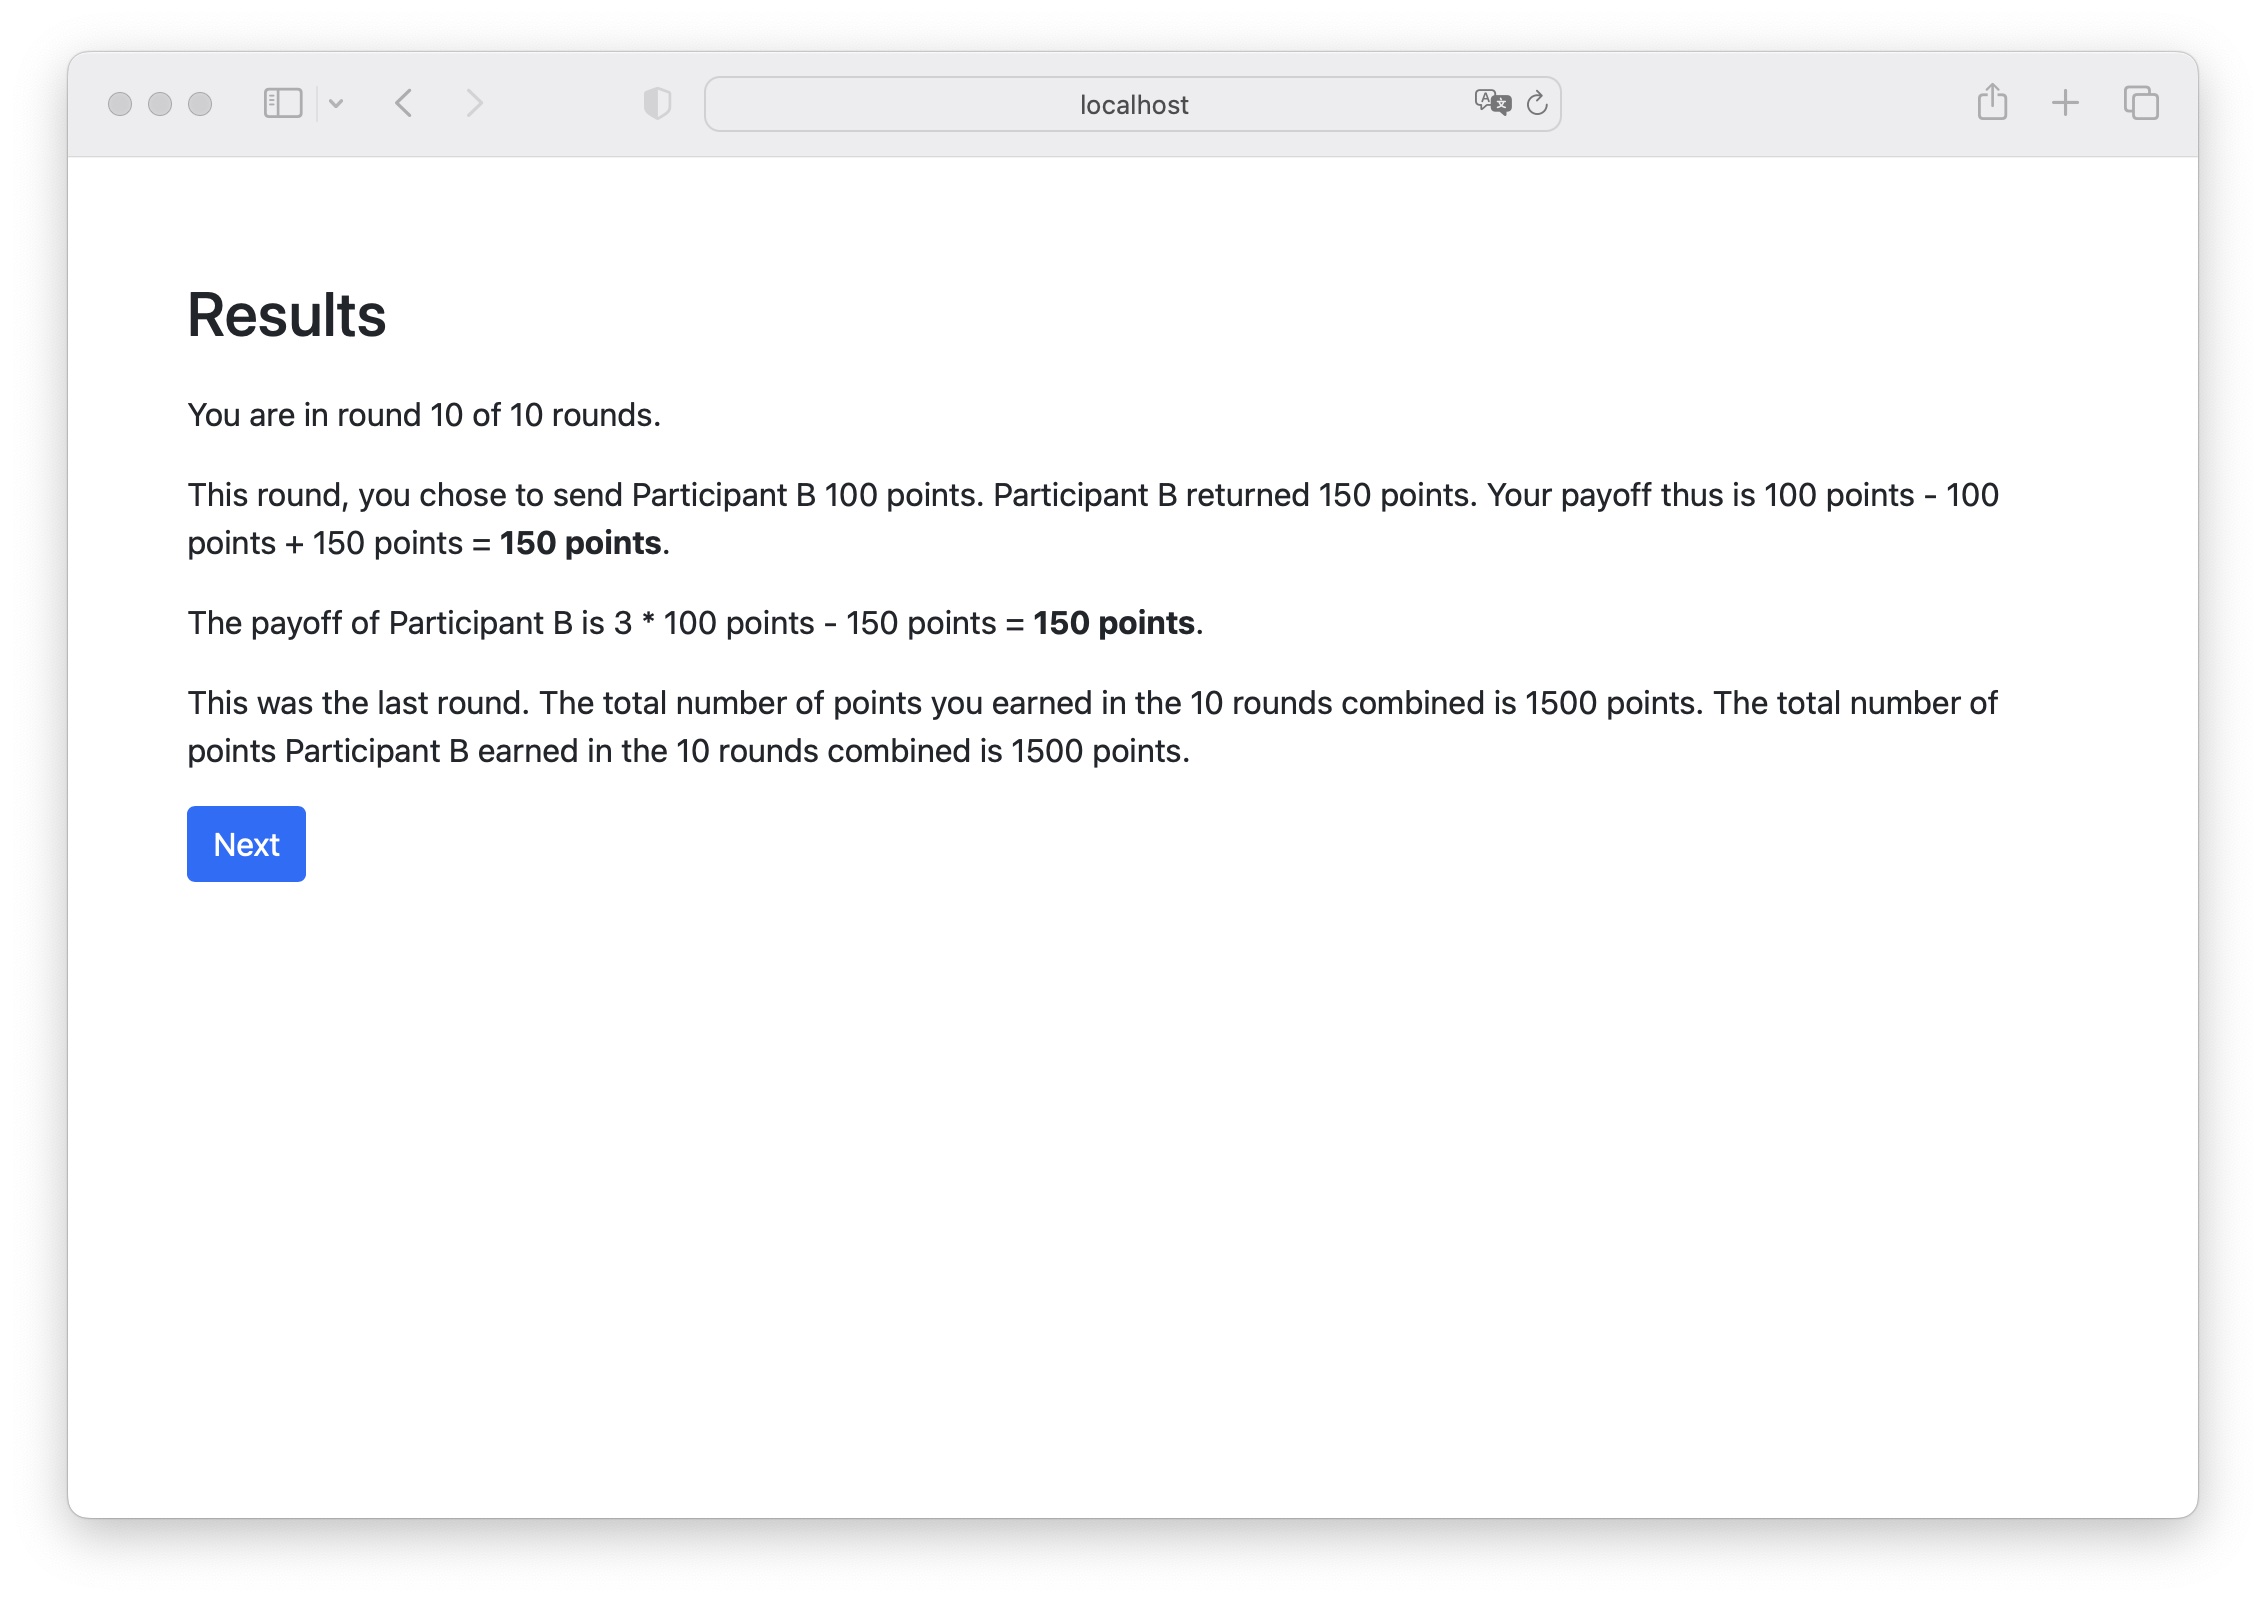 localhost
Results
You are in round 10 of 10 rounds.
This round, you chose to send Participant B 100 points. Participant B returned 150 points. Your payoff thus is 100 points - 100
points + 150 points = 150 points.
The payoff of Participant B is 3 * 100 points - 150 points = 150 points.
This was the last round. The total number of points you earned in the 10 rounds combined is 1500 points. The total number of
points Participant B earned in the 10 rounds combined is 1500 points.
Next